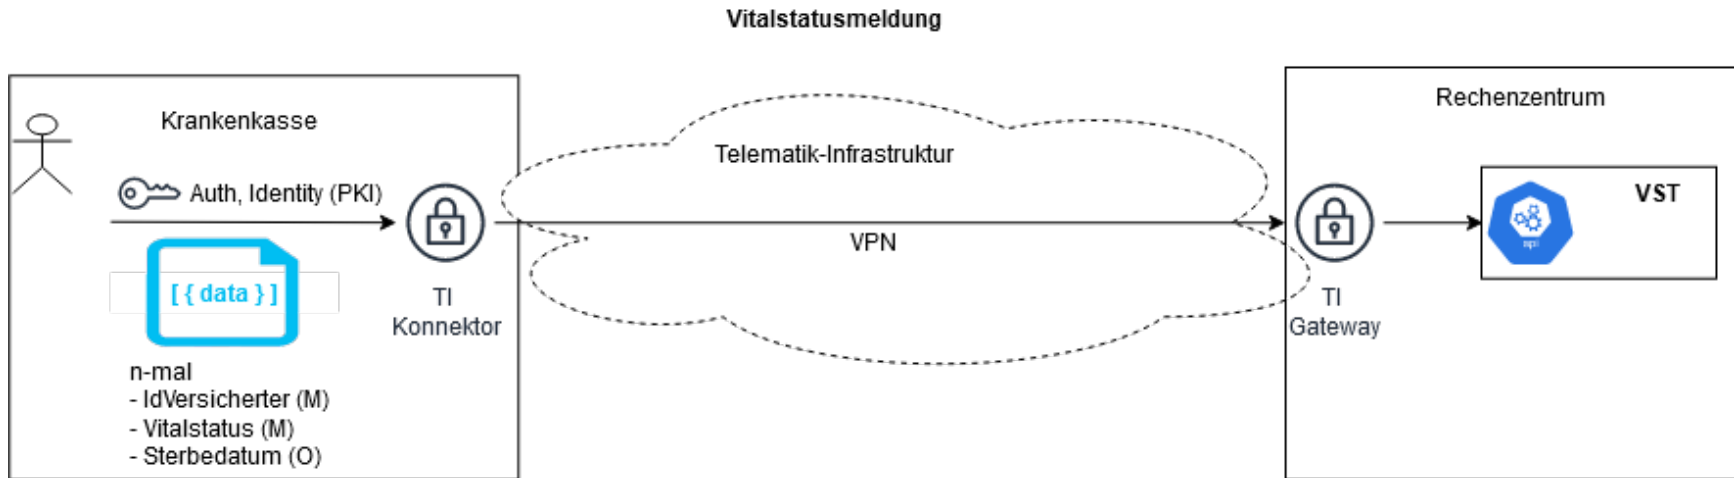 Vitalstatusmeldung
Krankenkasse
Auth, Identity (PKI)
[ { data } ]
n-mal
- IdVersicherter (M)
- Vitalstatus (M)
- Sterbedatum (O)
TI
Konnektor
Telematik-Infrastruktur
VPN
Rechenzentrum
TI
Gateway
api
VST